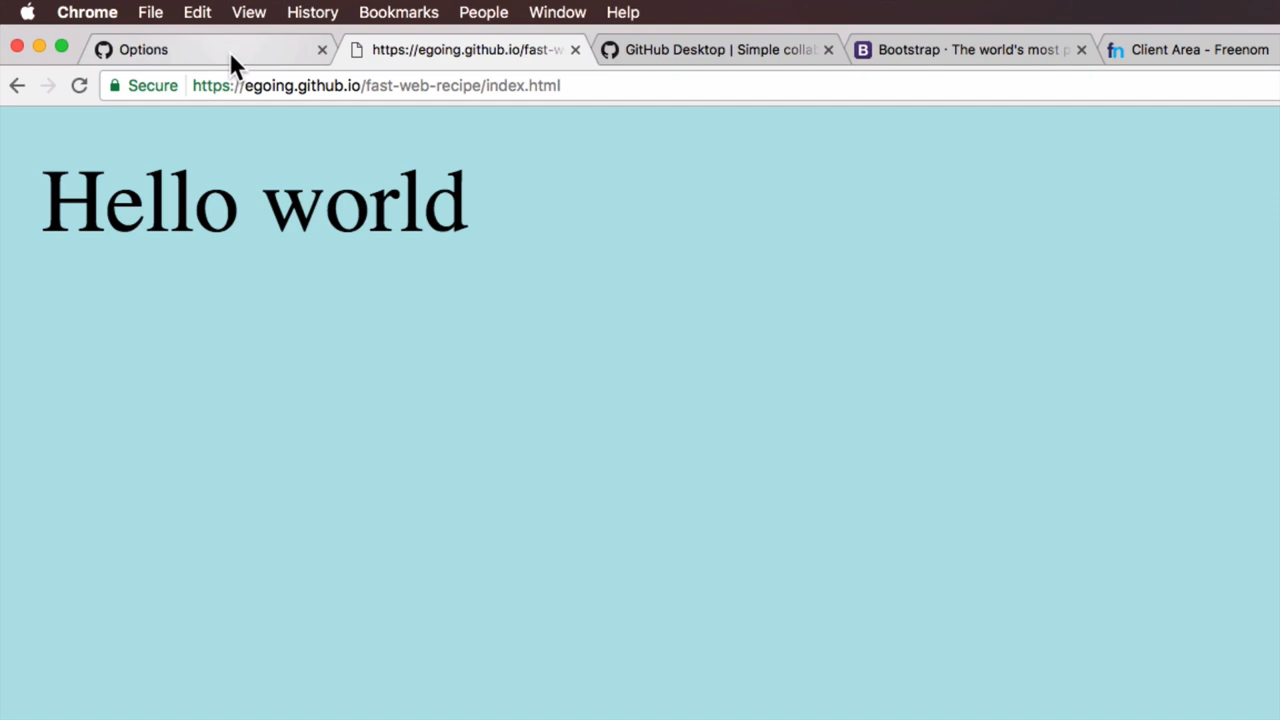 Chrome File Edit View History Bookmarks People Window Help
Options https://egoing.github.io/fast-w GitHub Desktop | Simple colla Bootstrap · The world's most p Client Area - Freenom
Secure https://egoing.github.io/fast-web-recipe/index.html
Hello world